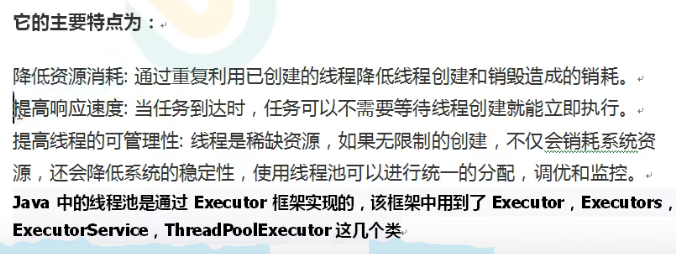 它的主要特点为：
降低资源消耗: 通过重复利用已创建的线程降低线程创建和销毁造成的销耗。
提高响应速度: 当任务到达时，任务可以不需要等待线程创建就能立即执行。
提高线程的可管理性: 线程是稀缺资源，如果无限制的创建，不仅会销耗系统资
源，还会降低系统的稳定性，使用线程池可以进行统一的分配，调优和监控。
Java 中的线程池是通过 Executor 框架实现的，该框架中用到了 Executor，Executors，
ExecutorService，ThreadPoolExecutor 这几个类